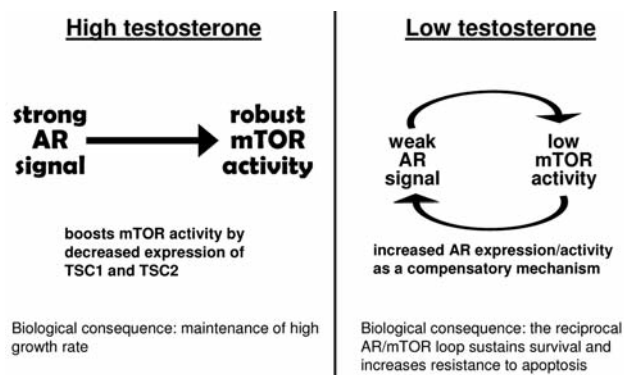 High testosterone
strong
AR
signal
robust
mTOR
activity
boosts mTOR activity by
decreased expression of
TSC1 and TSC2
Biological consequence: maintenance of high
growth rate
Low testosterone
weak
AR
signal
low
mTOR
activity
increased AR expression/activity
as a compensatory mechanism
Biological consequence: the reciprocal
AR/mTOR loop sustains survival and
increases resistance to apoptosis